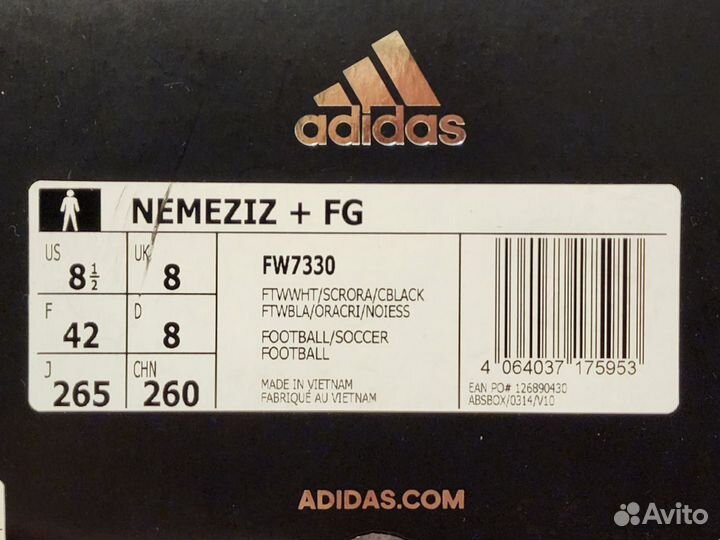 adidas
NEMEZIZ + FG
US
8 1/2
UK
8
F
42
D
8
J
265
CHN
260
FW7330
FTWWHT/SCRORA/CBLACK
FTWBLA/ORACRI/NOIESS
FOOTBALL/SOCCER
FOOTBALL
MADE IN VIETNAM
FABRIQUÉ AU VIETNAM
4 064037 175953
EAN PO# 126890430
ABSBOX/0314/V10
ADIDAS.COM
Avito